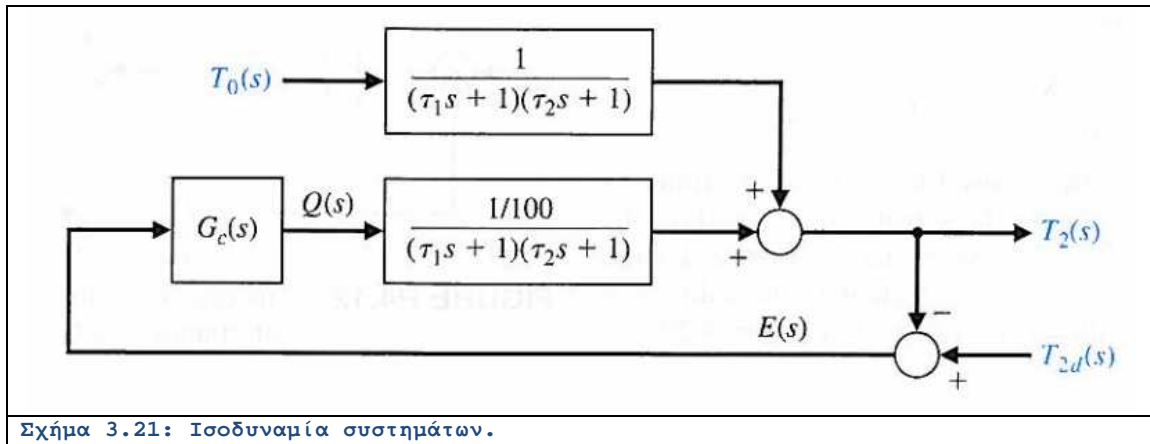 1
T₀(s)
(τ₁s + 1)(τ₂s + 1)
+
Q(s)
1/100
G_c(s)
(τ₁s + 1)(τ₂s + 1)
+
T₂(s)
−
E(s)
T₂d(s)
+
Σχήμα 3.21: Ισοδυναμία συστημάτων.